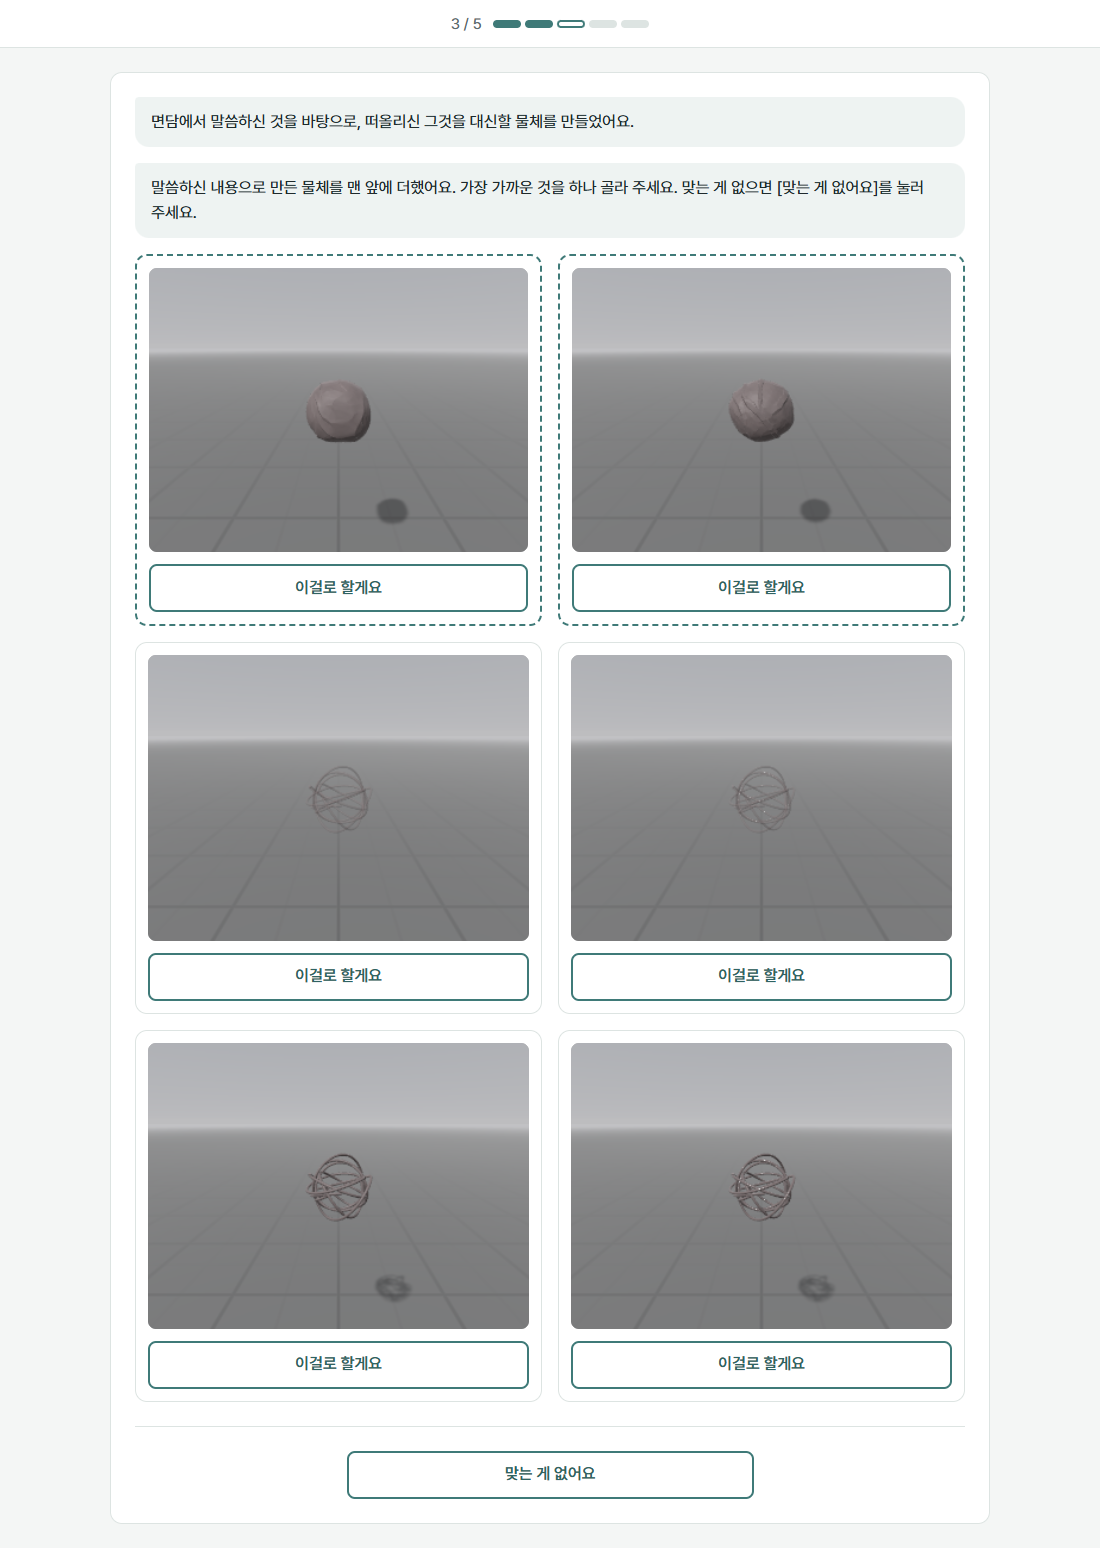 3 / 5
면담에서 말씀하신 것을 바탕으로, 떠올리신 그것을 대신할 물체를 만들었어요.
말씀하신 내용으로 만든 물체를 맨 앞에 더했어요. 가장 가까운 것을 하나 골라 주세요. 맞는 게 없으면 [맞는 게 없어요]를 눌러
주세요.
이걸로 할게요
이걸로 할게요
이걸로 할게요
이걸로 할게요
이걸로 할게요
이걸로 할게요
맞는 게 없어요